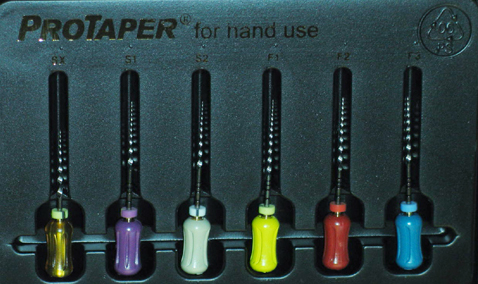 PROTAPER® for hand use
SX S1 S2 F1 F2 F3